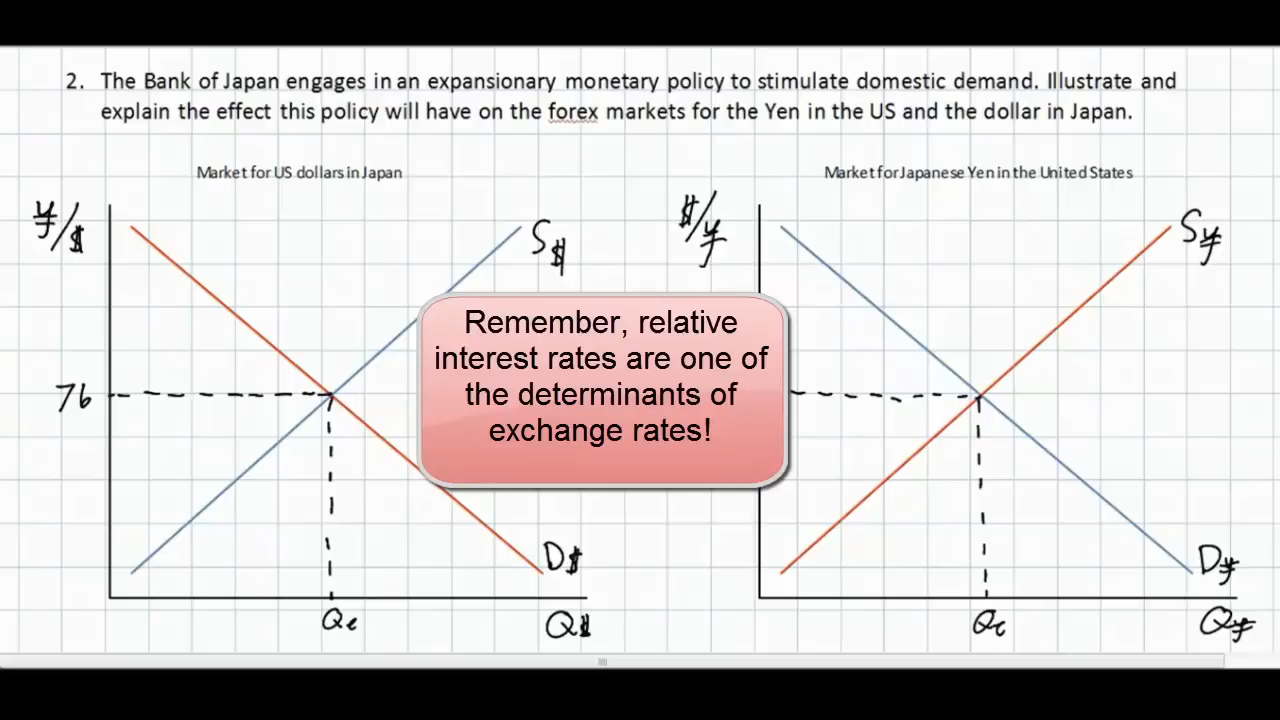 2. The Bank of Japan engages in an expansionary monetary policy to stimulate domestic demand. Illustrate and
explain the effect this policy will have on the forex markets for the Yen in the US and the dollar in Japan.
Market for US dollars in Japan
Market for Japanese Yen in the United States
¥/$
S$
$/¥
S¥
Remember, relative
interest rates are one of
the determinants of
exchange rates!
76
D$
D¥
Qe
Q$
Qe
Q¥